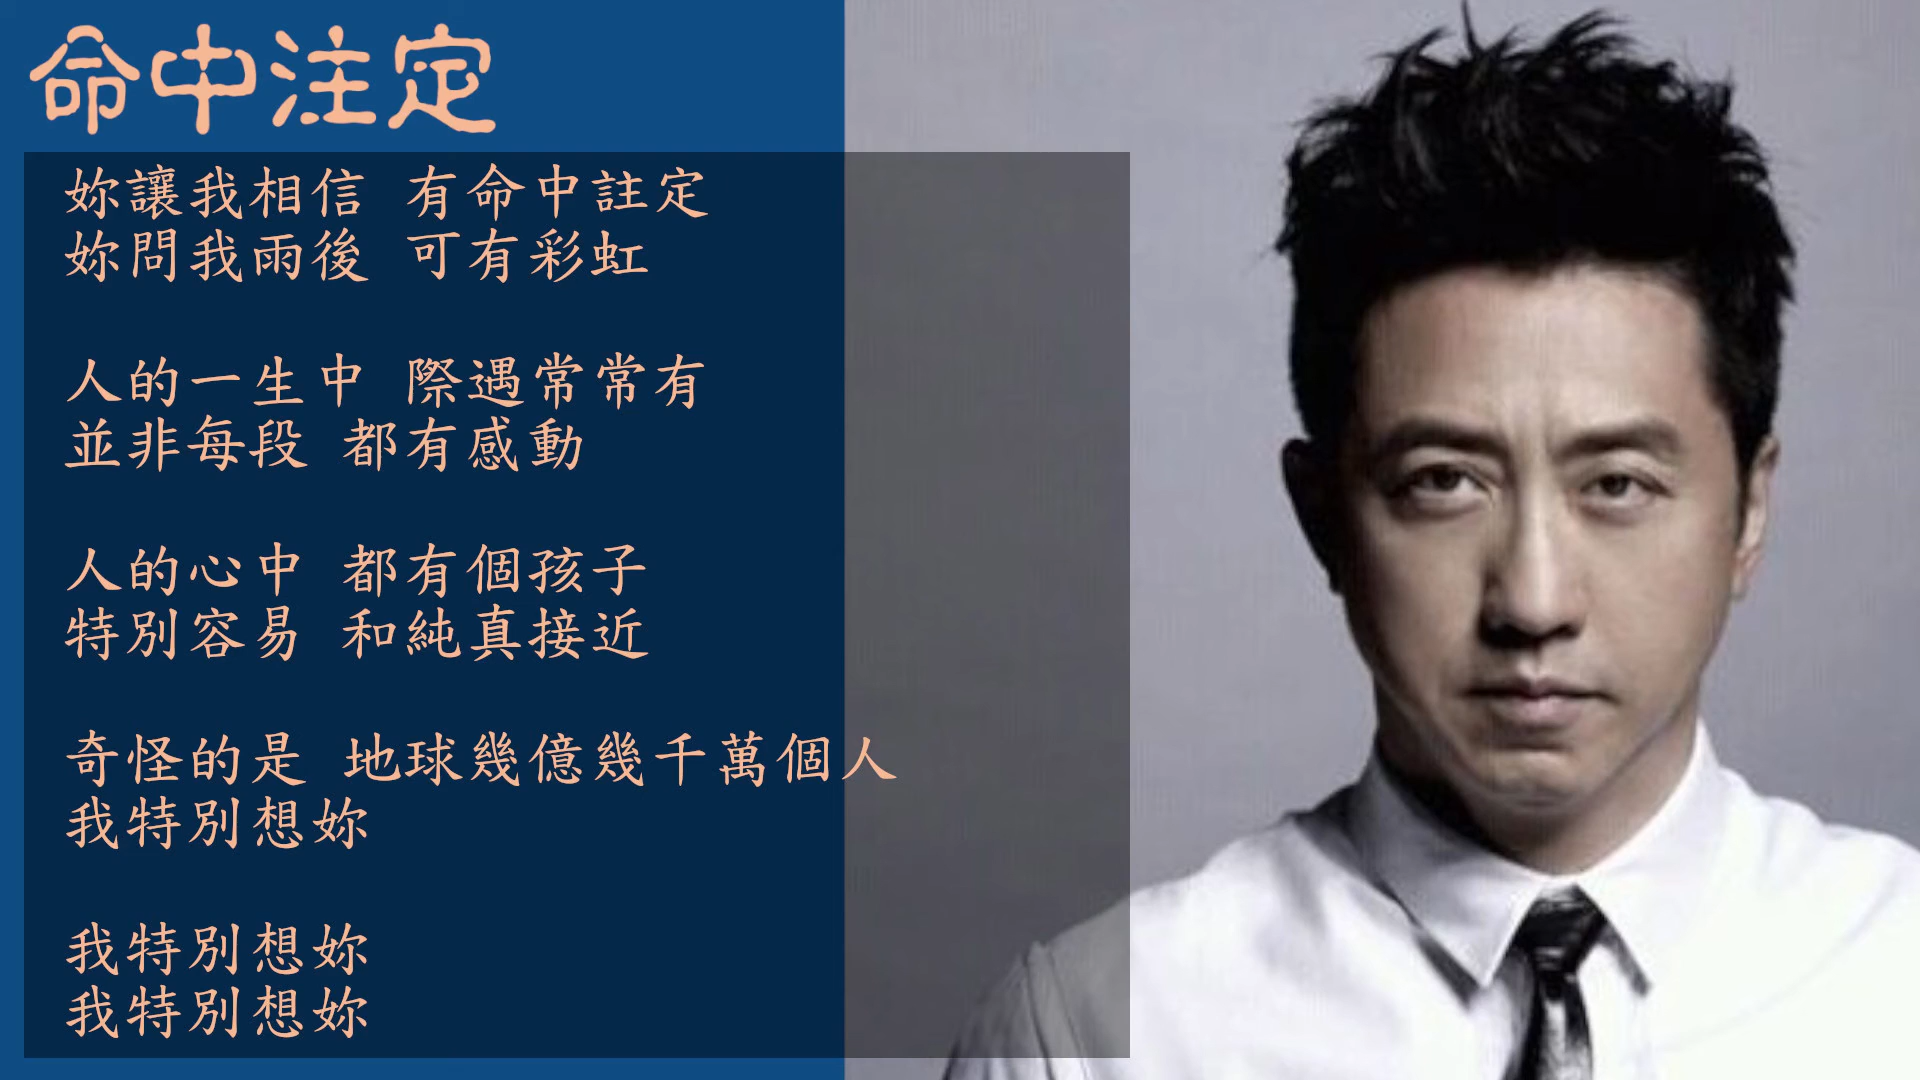 命中注定
妳讓我相信 有命中註定
妳問我雨後 可有彩虹
人的一生中 際遇常常有
並非每段 都有感動
人的心中 都有個孩子
特別容易 和純真接近
奇怪的是 地球幾億幾千萬個人
我特別想妳
我特別想妳
我特別想妳